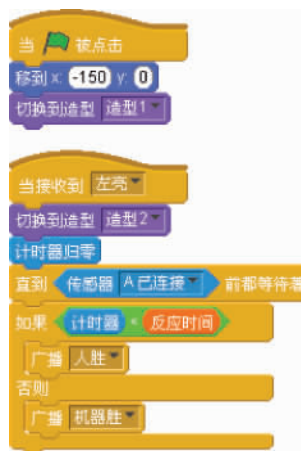 当 被点击
移到 x: -150 y: 0
切换到造型 造型1
当接收到 左亮
切换到造型 造型2
计时器归零
直到 传感器 A已连接 前都等待着
如果 计时器 < 反应时间
广播 人胜
否则
广播 机器胜